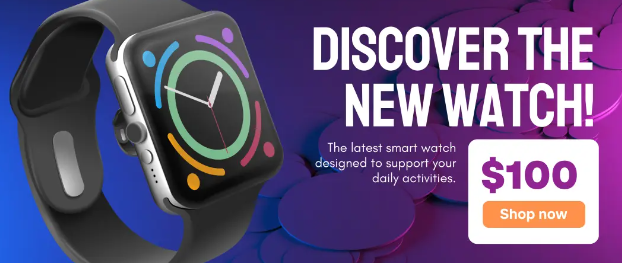 DISCOVER THE
NEW WATCH!
The latest smart watch
designed to support your
daily activities.
$100
Shop now